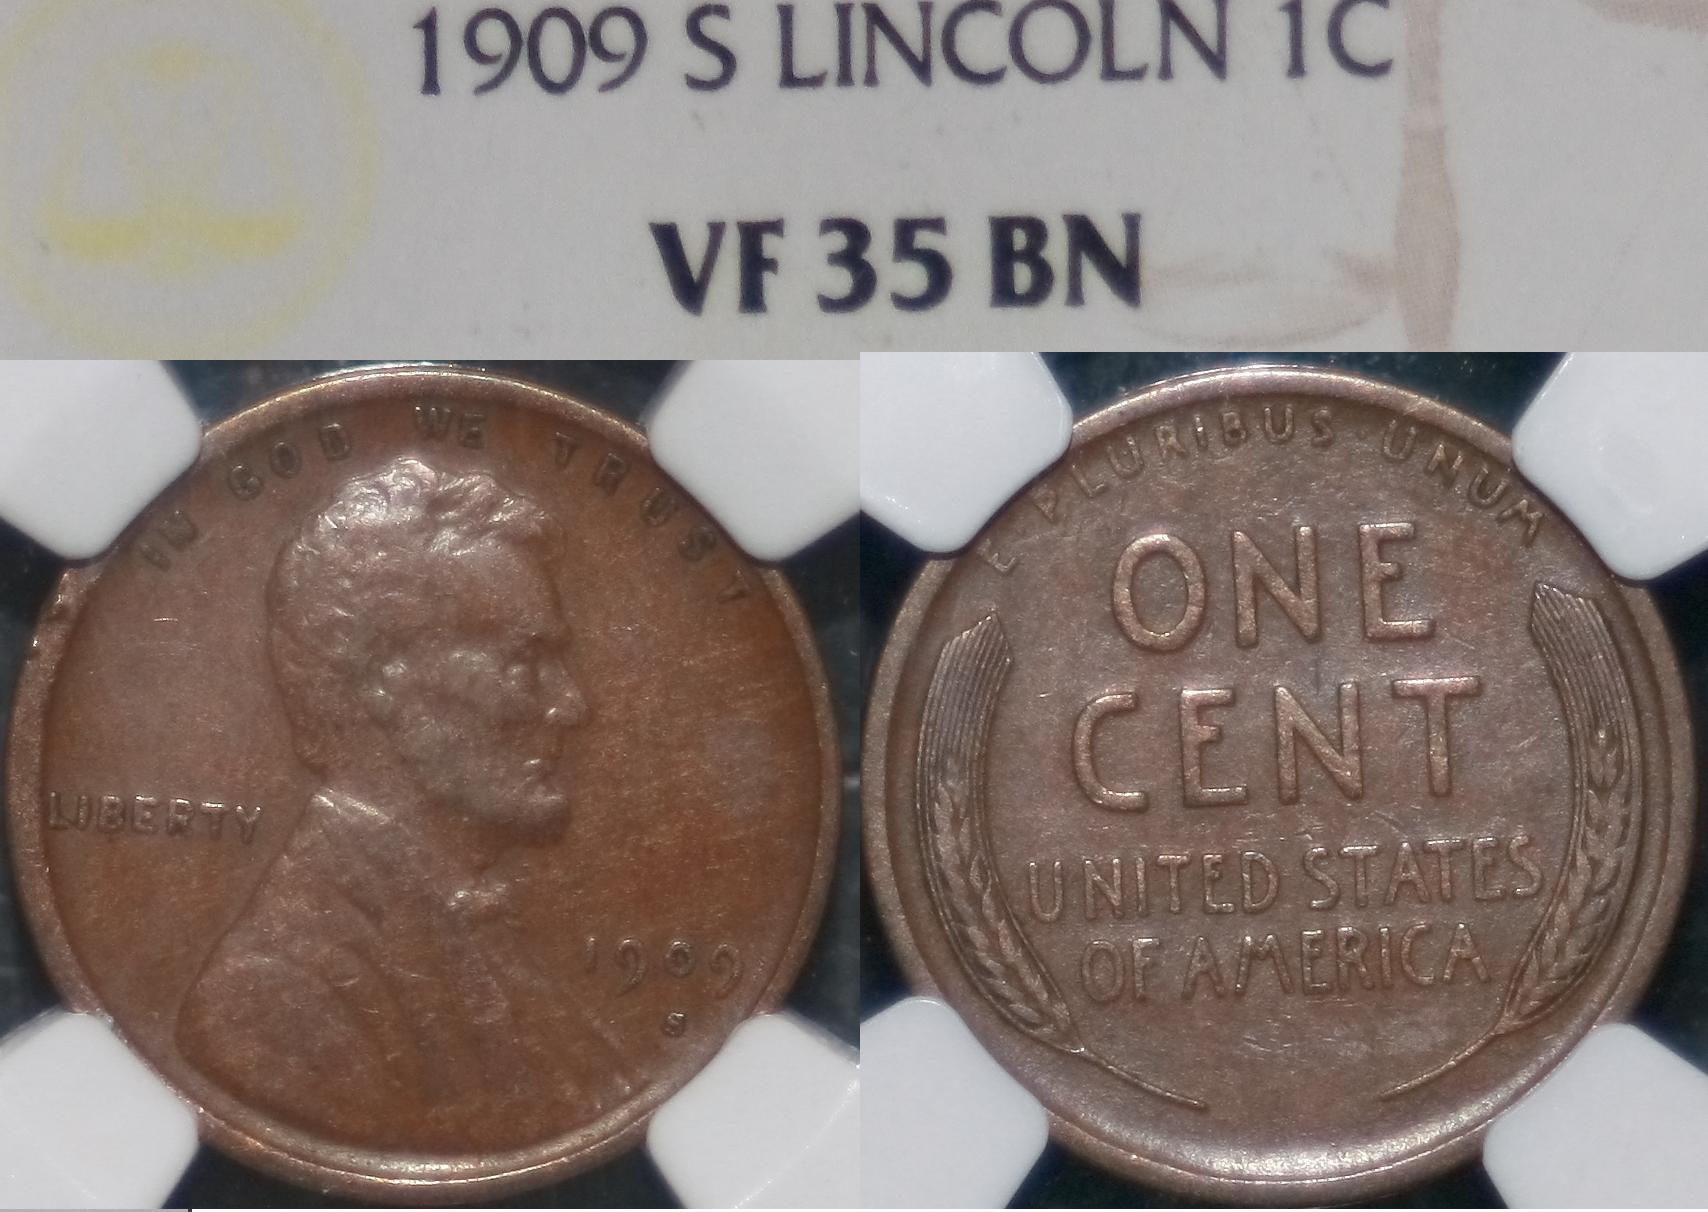 1909 S LINCOLN 1C
VF 35 BN
IN GOD WE TRUST
LIBERTY
1909
S
E PLURIBUS · UNUM
ONE
CENT
UNITED STATES
OF AMERICA